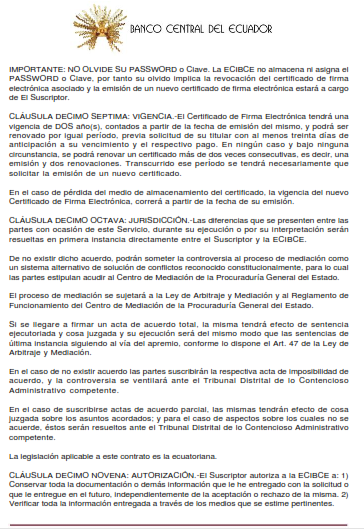 BANCO CENTRAL DEL ECUADOR
IMPORTANTE: NO OLVIDE SU PASSWORD o Clave. La ECIBCE no almacena ni asigna el
PASSWORD o Clave, por tanto su olvido implica la revocación del certificado de firma
electrónica asociado y la emisión de un nuevo certificado de firma electrónica estará a cargo
de El Suscriptor.
CLÁUSULA DECIMO SEPTIMA: VIGENCIA.-El Certificado de Firma Electrónica tendrá una
vigencia de DOS año(s), contados a partir de la fecha de emisión del mismo, y podrá ser
renovado por igual período, previa solicitud de su titular con al menos treinta días de
anticipación a su vencimiento y el respectivo pago. En ningún caso y bajo ninguna
circunstancia, se podrá renovar un certificado más de dos veces consecutivas, es decir, una
emisión y dos renovaciones. Transcurrido ese período se tendrá necesariamente que
solicitar la emisión de un nuevo certificado.
En el caso de pérdida del medio de almacenamiento del certificado, la vigencia del nuevo
Certificado de Firma Electrónica, correrá a partir de la fecha de su emisión.
CLÁUSULA DECIMO OCTAVA: JURISDICCIÓN.-Las diferencias que se presenten entre las
partes con ocasión de este Servicio, durante su ejecución o por su interpretación serán
resueltas en primera instancia directamente entre el Suscriptor y la ECIBCE.
De no existir dicho acuerdo, podrán someter la controversia al proceso de mediación como
un sistema alternativo de solución de conflictos reconocido constitucionalmente, para lo cual
las partes estipulan acudir al Centro de Mediación de la Procuraduría General del Estado.
El proceso de mediación se sujetará a la Ley de Arbitraje y Mediación y al Reglamento de
Funcionamiento del Centro de Mediación de la Procuraduría General del Estado.
Si se llegare a firmar un acta de acuerdo total, la misma tendrá efecto de sentencia
ejecutoriada y cosa juzgada y su ejecución será del mismo modo que las sentencias de
última instancia siguiendo al vía del apremio, conforme lo dispone el Art. 47 de la Ley de
Arbitraje y Mediación.
En el caso de no existir acuerdo las partes suscribirán la respectiva acta de imposibilidad de
acuerdo, y la controversia se ventilará ante el Tribunal Distrital de lo Contencioso
Administrativo competente.
En el caso de suscribirse actas de acuerdo parcial, las mismas tendrán efecto de cosa
juzgada sobre los asuntos acordados; y para el caso de aspectos sobre los cuales no se
acuerde, éstos serán resueltos ante el Tribunal Distrital de lo Contencioso Administrativo
competente.
La legislación aplicable a este contrato es la ecuatoriana.
CLÁUSULA DECIMO NOVENA: AUTORIZACIÓN.-El Suscriptor autoriza a la ECIBCE a: 1)
Conservar toda la documentación o demás información que le he entregado con la solicitud o
que le entregue en el futuro, independientemente de la aceptación o rechazo de la misma. 2)
Verificar toda la información entregada a través de los medios que se estime pertinentes.